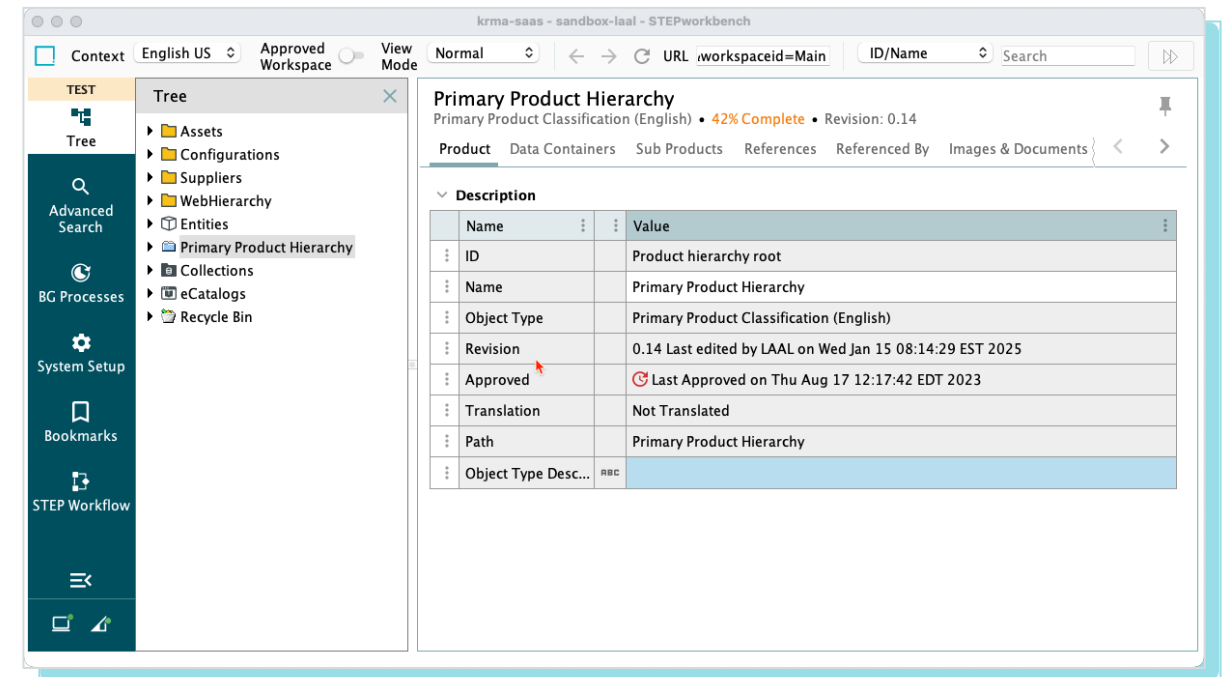 krma-saas - sandbox-laal - STEPworkbench
Context English US Approved Workspace View Mode Normal URL workspaceid=Main ID/Name Search
TEST
Tree
Advanced Search
BG Processes
System Setup
Bookmarks
STEP Workflow
Tree
Assets
Configurations
Suppliers
WebHierarchy
Entities
Primary Product Hierarchy
Collections
eCatalogs
Recycle Bin
Primary Product Hierarchy
Primary Product Classification (English) • 42% Complete • Revision: 0.14
Product Data Containers Sub Products References Referenced By Images & Documents
Description
Name Value
ID Product hierarchy root
Name Primary Product Hierarchy
Object Type Primary Product Classification (English)
Revision 0.14 Last edited by LAAL on Wed Jan 15 08:14:29 EST 2025
Approved Last Approved on Thu Aug 17 12:17:42 EDT 2023
Translation Not Translated
Path Primary Product Hierarchy
Object Type Desc... ABC